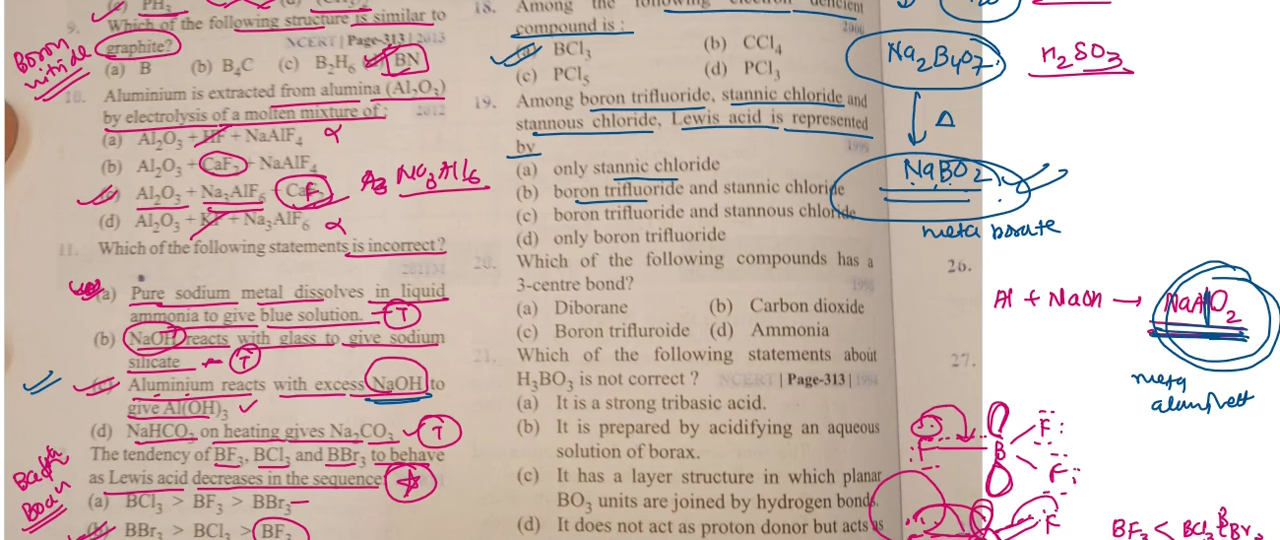 (c) PH₃
9. Which of the following structure is similar to
graphite? NCERT | Page-313 | 2013
(a) B (b) B₄C (c) B₂H₆ BN
Boron
nitride
10. Aluminium is extracted from alumina (Al₂O₃)
by electrolysis of a molten mixture of: 2012
(a) Al₂O₃ + HF + NaAlF₄
(b) Al₂O₃ + CaF₂ + NaAlF₄
(c) Al₂O₃ + Na₃AlF₆ + CaF₂
(d) Al₂O₃ + KF + Na₃AlF₆
11. Which of the following statements is incorrect?
(a) Pure sodium metal dissolves in liquid
ammonia to give blue solution. T
(b) NaOH reacts with glass to give sodium
silicate T
(c) Aluminium reacts with excess NaOH to
give Al(OH)₃
(d) NaHCO₃ on heating gives Na₂CO₃ T
The tendency of BF₃, BCl₃ and BBr₃ to behave
as Lewis acid decreases in the sequence
(a) BCl₃ > BF₃ > BBr₃
BBr₃ > BCl₃ > BF₃
18. Among the following electron deficient
compound is : 2000
(a) BCl₃ (b) CCl₄
(c) PCl₅ (d) PCl₃
19. Among boron trifluoride, stannic chloride and
stannous chloride, Lewis acid is represented
by 1999
(a) only stannic chloride
(b) boron trifluoride and stannic chloride
(c) boron trifluoride and stannous chloride
(d) only boron trifluoride
20. Which of the following compounds has a
3-centre bond?
(a) Diborane (b) Carbon dioxide
(c) Boron trifluroide (d) Ammonia
21. Which of the following statements about
H₃BO₃ is not correct ? NCERT | Page-313 | 1994
(a) It is a strong tribasic acid.
(b) It is prepared by acidifying an aqueous
solution of borax.
(c) It has a layer structure in which planar
BO₃ units are joined by hydrogen bonds.
(d) It does not act as proton donor but acts as
Na₂B₄O₇
H₂SO₃
Δ
NaBO₂
meta borate
26.
Al + NaOH → NaAlO₂
meta
27.
F
B
F
F
F
BF₃ < BCl₃